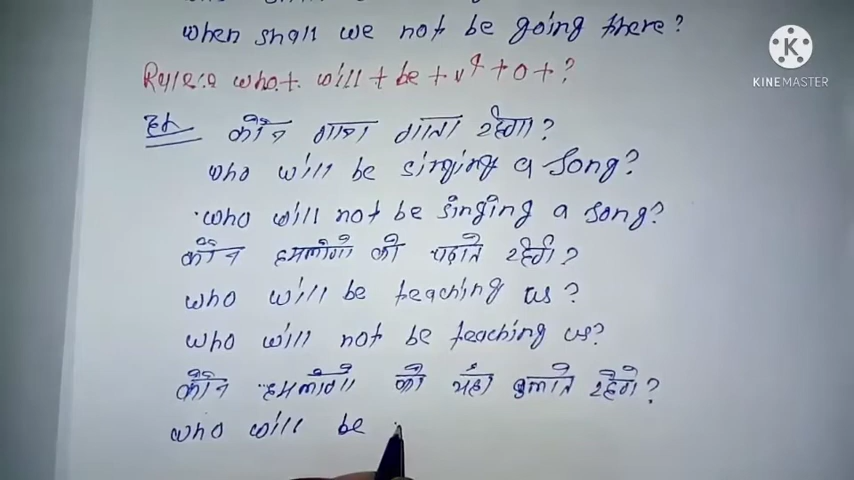 when shall we not be going there?
K
KINEMASTER
Rule:- who + will + be + v⁴ + o + ?
Ex
कौन गाना गाता रहेगा?
who will be singing a song?
who will not be singing a song?
कौन हमलोगो को पढ़ाते रहेंगे?
who will be teaching us?
who will not be teaching us?
कौन हमलोगो को यहाँ बुलाते रहेंगे?
who will be